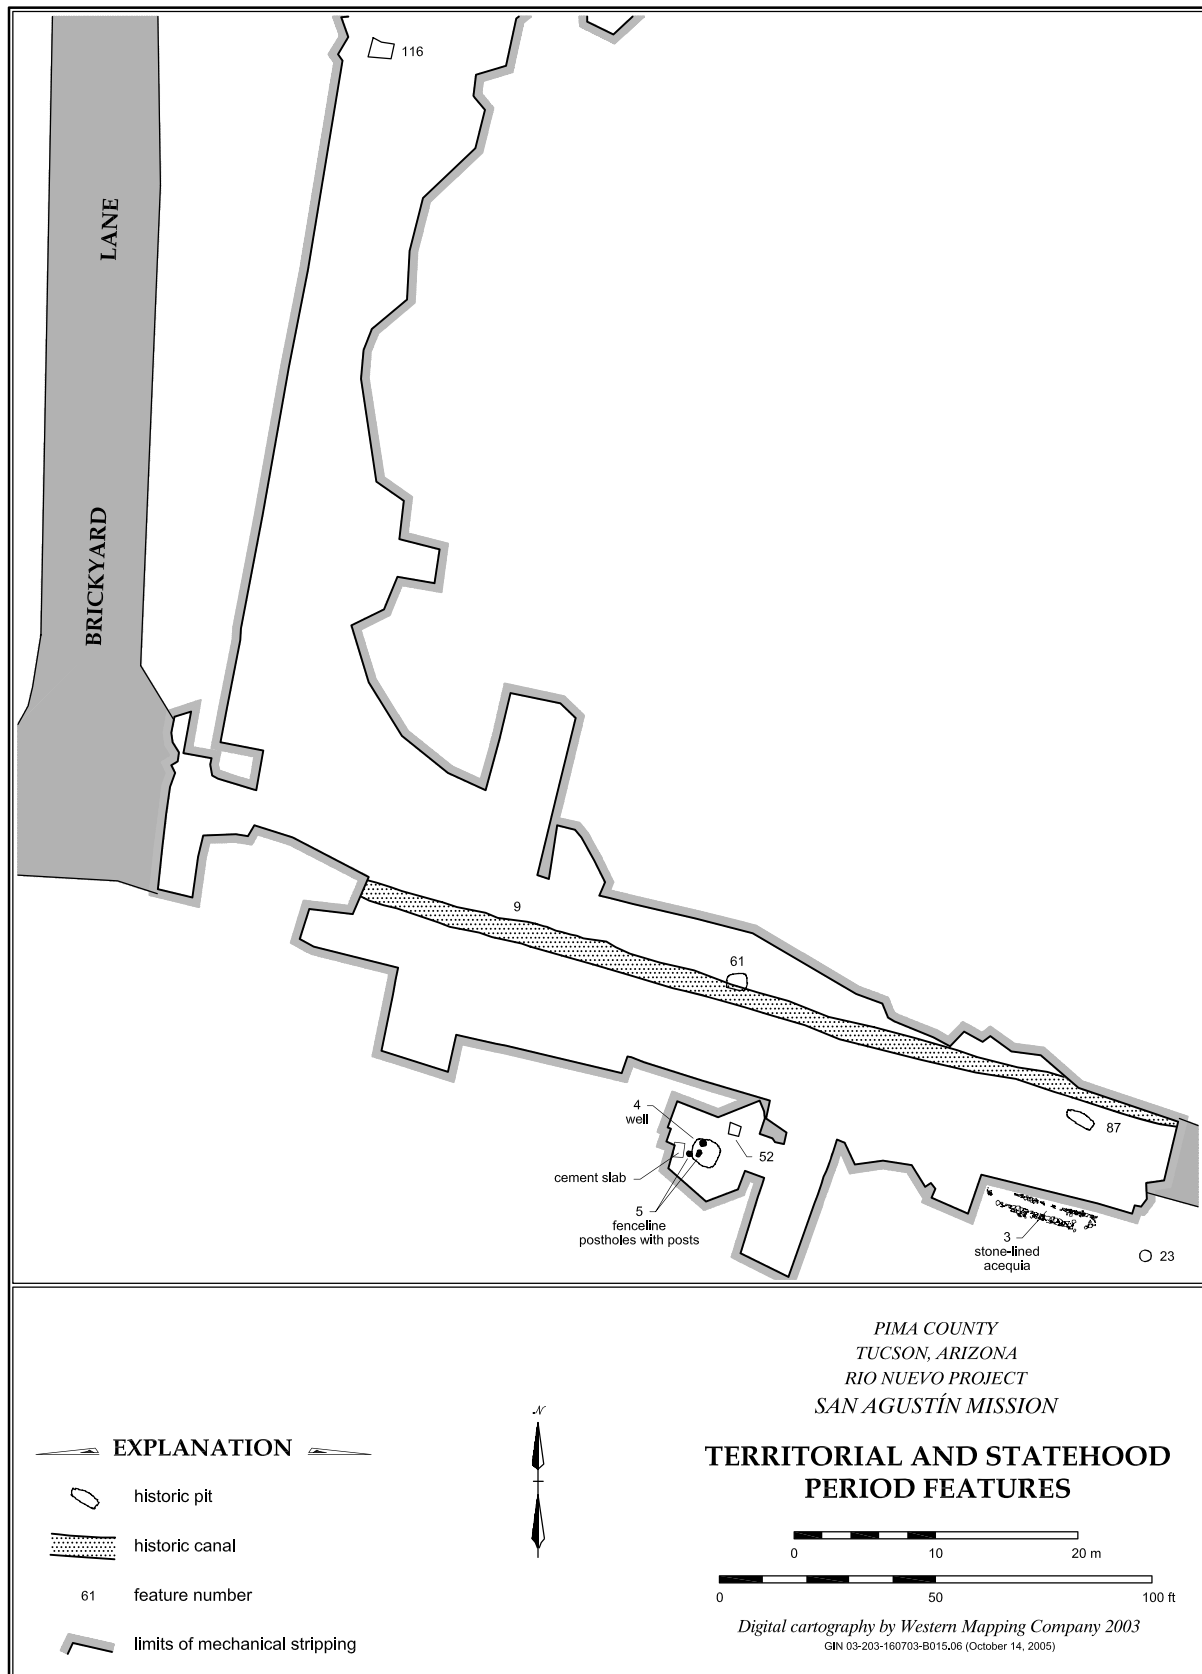 116
LANE
BRICKYARD
9
61
4
well
87
52
cement slab
5
fenceline
postholes with posts
3
stone-lined
acequia
23
PIMA COUNTY
TUCSON, ARIZONA
RIO NUEVO PROJECT
SAN AGUSTÍN MISSION
TERRITORIAL AND STATEHOOD
PERIOD FEATURES
N
EXPLANATION
historic pit
historic canal
61 feature number
limits of mechanical stripping
0 10 20 m
0 50 100 ft
Digital cartography by Western Mapping Company 2003
GIN 03-203-160703-B015.06 (October 14, 2005)